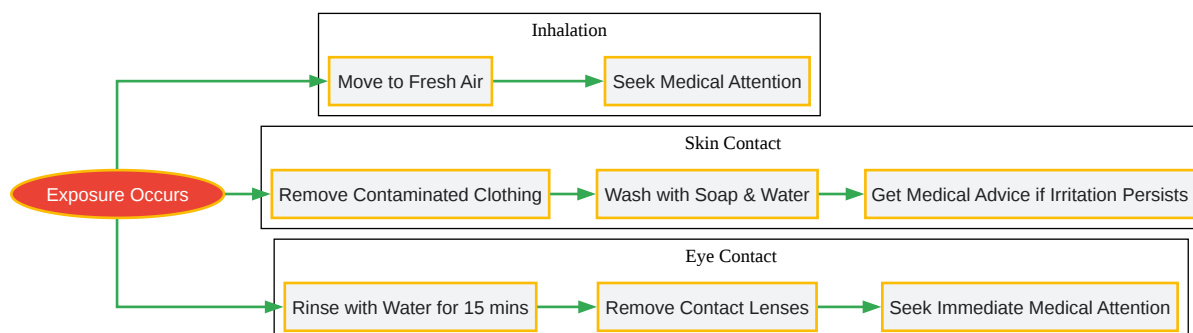 Inhalation
Move to Fresh Air
Seek Medical Attention
Skin Contact
Exposure Occurs
Remove Contaminated Clothing
Wash with Soap & Water
Get Medical Advice if Irritation Persists
Eye Contact
Rinse with Water for 15 mins
Remove Contact Lenses
Seek Immediate Medical Attention